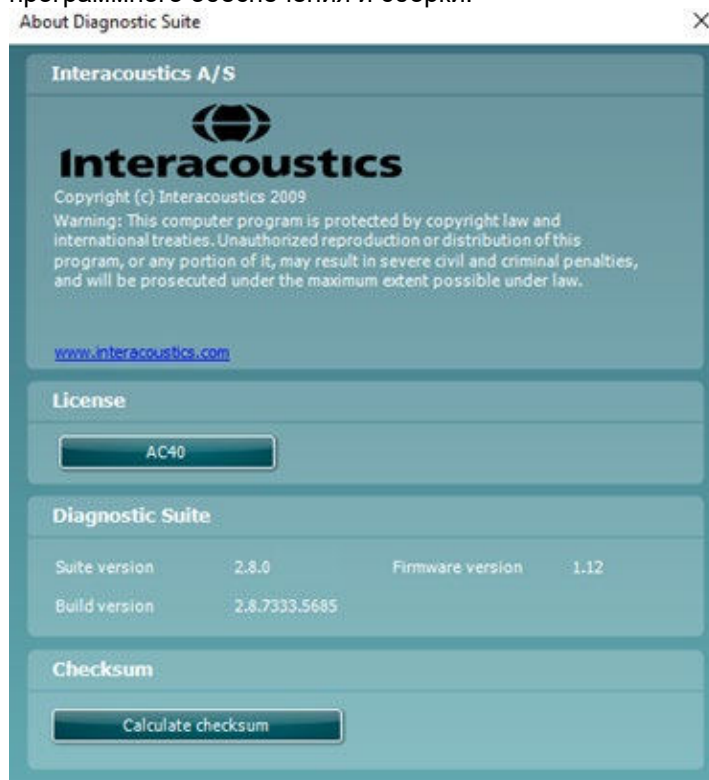 программного обеспечения и сборки.
About Diagnostic Suite
Interacoustics A/S
Interacoustics
Copyright (c) Interacoustics 2009
Warning: This computer program is protected by copyright law and
international treaties. Unauthorized reproduction or distribution of this
program, or any portion of it, may result in severe civil and criminal penalties,
and will be prosecuted under the maximum extent possible under law.
www.interacoustics.com
License
AC40
Diagnostic Suite
Suite version 2.8.0 Firmware version 1.12
Build version 2.8.7333.5685
Checksum
Calculate checksum